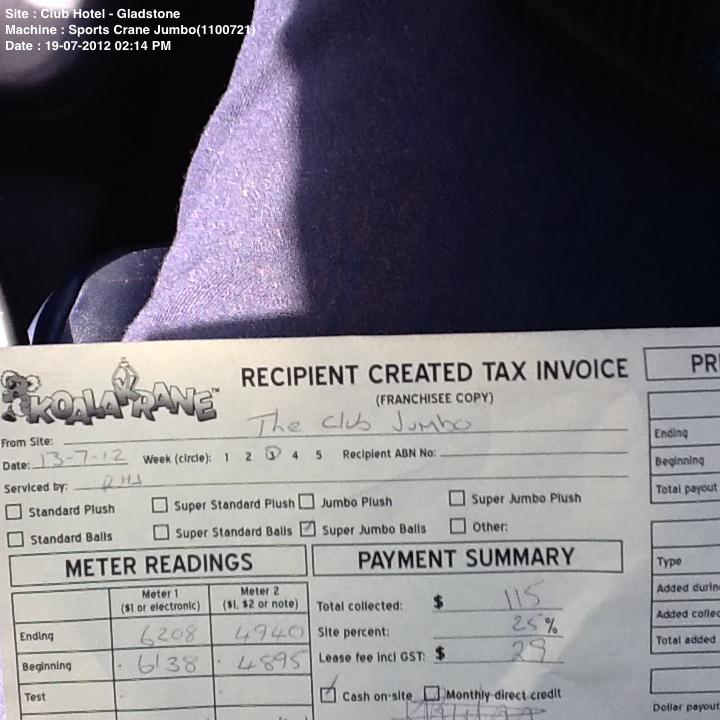 Site : Club Hotel - Gladstone
Machine : Sports Crane Jumbo(1100721)
Date : 19-07-2012 02:14 PM
KOALA KRANE™
RECIPIENT CREATED TAX INVOICE
(FRANCHISEE COPY)
From Site: The Club Jumbo
Date: 13-7-12 Week (circle): 1 2 3 4 5 Recipient ABN No:
Serviced by:
Standard Plush Super Standard Plush Jumbo Plush Super Jumbo Plush
Standard Balls Super Standard Balls Super Jumbo Balls Other:
METER READINGS
Meter 1 Meter 2
($1 or electronic) ($1, $2 or note)
Ending 6208 4940
Beginning 6138 4895
Test
PAYMENT SUMMARY
Total collected: $ 115
Site percent: 25 %
Lease fee incl GST: $ 29
Cash on-site Monthly direct credit
PRI
Ending
Beginning
Total payout
Type
Added durin
Added collec
Total added
Dollar payout